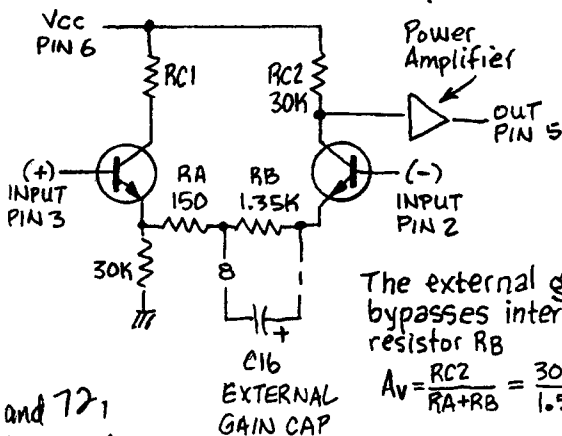 VCC
PIN 6
RC1
RC2
30K
Power
Amplifier
OUT
PIN 5
(+)
INPUT
PIN 3
RA
150
RB
1.35K
(-)
INPUT
PIN 2
30K
8
1
+
C16
EXTERNAL
GAIN CAP
The external
bypasses
resistor RB
Av = RC2 / RA+RB = 30 / 1.5
and 721